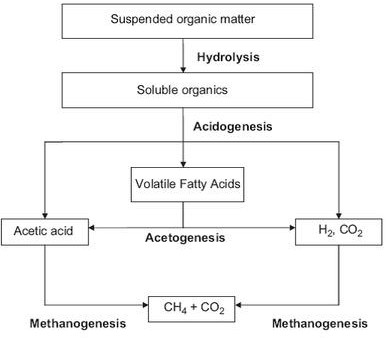 Suspended organic matter
Hydrolysis
Soluble organics
Acidogenesis
Volatile Fatty Acids
Acetic acid
Acetogenesis
H₂, CO₂
CH₄ + CO₂
Methanogenesis
Methanogenesis